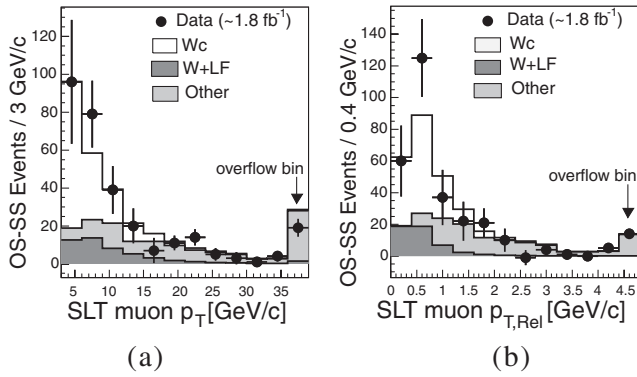 OS-SS Events / 3 GeV/c
120
100
80
60
40
20
0
Data (~1.8 fb⁻¹)
Wc
W+LF
Other
overflow bin
5 10 15 20 25 30 35
SLT muon pT[GeV/c]
(a)
OS-SS Events / 0.4 GeV/c
160
140
120
100
80
60
40
20
0
Data (~1.8 fb⁻¹)
Wc
W+LF
Other
overflow bin
0 0.5 1 1.5 2 2.5 3 3.5 4 4.5
SLT muon pT,Rel[GeV/c]
(b)